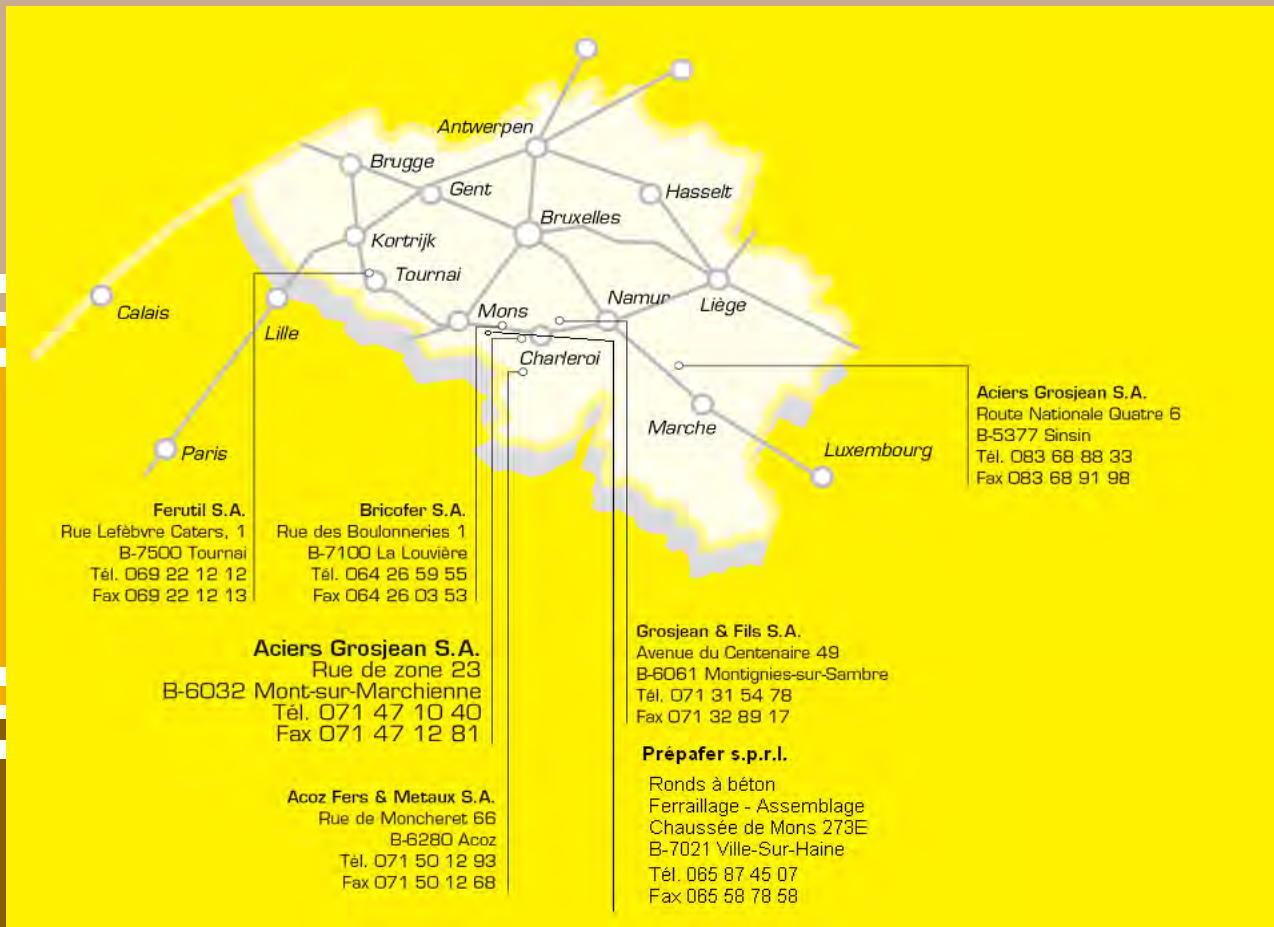 Antwerpen
Brugge
Gent
Hasselt
Bruxelles
Kortrijk
Tournai
Calais
Lille
Mons
Namur
Liège
Charleroi
Marche
Paris
Luxembourg
Aciers Grosjean S.A.
Route Nationale Quatre 6
B-5377 Sinsin
Tél. 083 68 88 33
Fax 083 68 91 98
Ferutil S.A.
Rue Lefèbvre Caters, 1
B-7500 Tournai
Tél. 069 22 12 12
Fax 069 22 12 13
Bricofer S.A.
Rue des Boulonneries 1
B-7100 La Louvière
Tél. 064 26 59 55
Fax 064 26 03 53
Aciers Grosjean S.A.
Rue de zone 23
B-6032 Mont-sur-Marchienne
Tél. 071 47 10 40
Fax 071 47 12 81
Grosjean & Fils S.A.
Avenue du Centenaire 49
B-6061 Montignies-sur-Sambre
Tél. 071 31 54 78
Fax 071 32 89 17
Acoz Fers & Metaux S.A.
Rue de Moncheret 66
B-6280 Acoz
Tél. 071 50 12 93
Fax 071 50 12 68
Prépafer s.p.r.l.
Ronds à béton
Ferraillage - Assemblage
Chaussée de Mons 273E
B-7021 Ville-Sur-Haine
Tél. 065 87 45 07
Fax 065 58 78 58